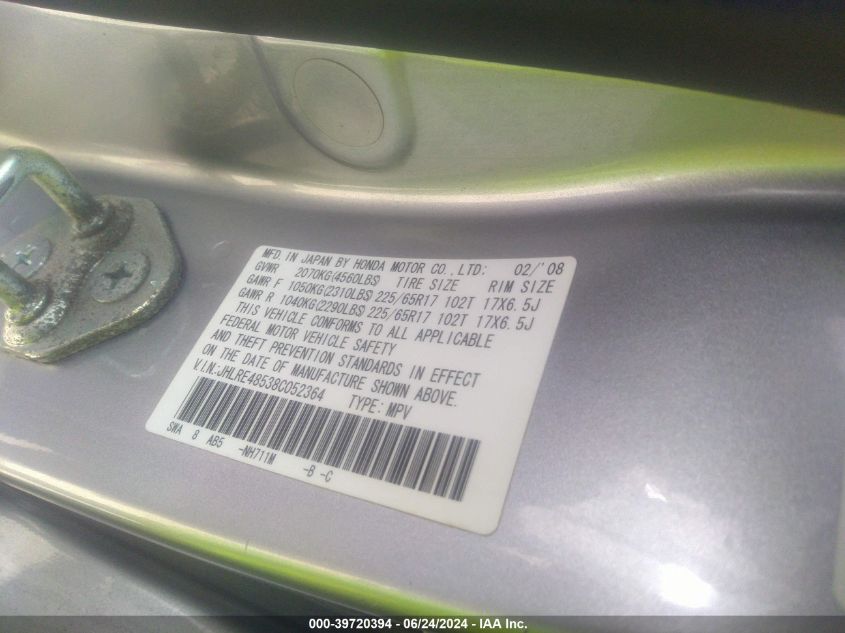 MFD. IN JAPAN BY HONDA MOTOR CO., LTD: 02/'08
GVWR 2070KG(4560LBS) TIRE SIZE RIM SIZE
GAWR F 1050KG(2310LBS) 225/65R17 102T 17X6.5J
GAWR R 1040KG(2290LBS) 225/65R17 102T 17X6.5J
THIS VEHICLE CONFORMS TO ALL APPLICABLE
FEDERAL MOTOR VEHICLE SAFETY
AND THEFT PREVENTION STANDARDS IN EFFECT
ON THE DATE OF MANUFACTURE SHOWN ABOVE.
V.I.N.:JHLRE48538C052364 TYPE: MPV
SWA 8 AB5 -NH711M -B -C
000-39720394 - 06/24/2024 - IAA Inc.